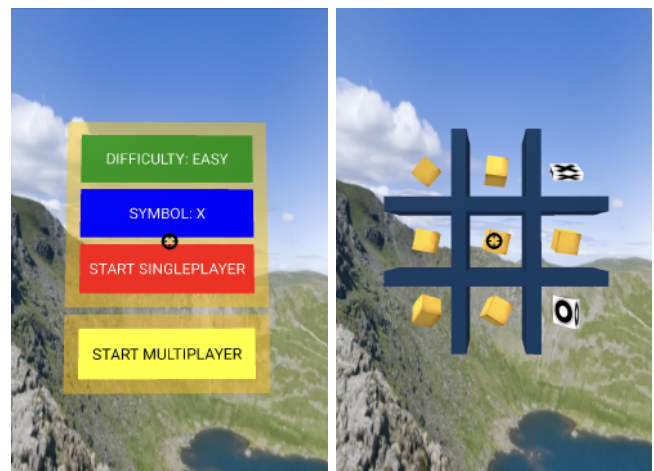 DIFFICULTY: EASY
SYMBOL: X
START SINGLEPLAYER
START MULTIPLAYER
X
O